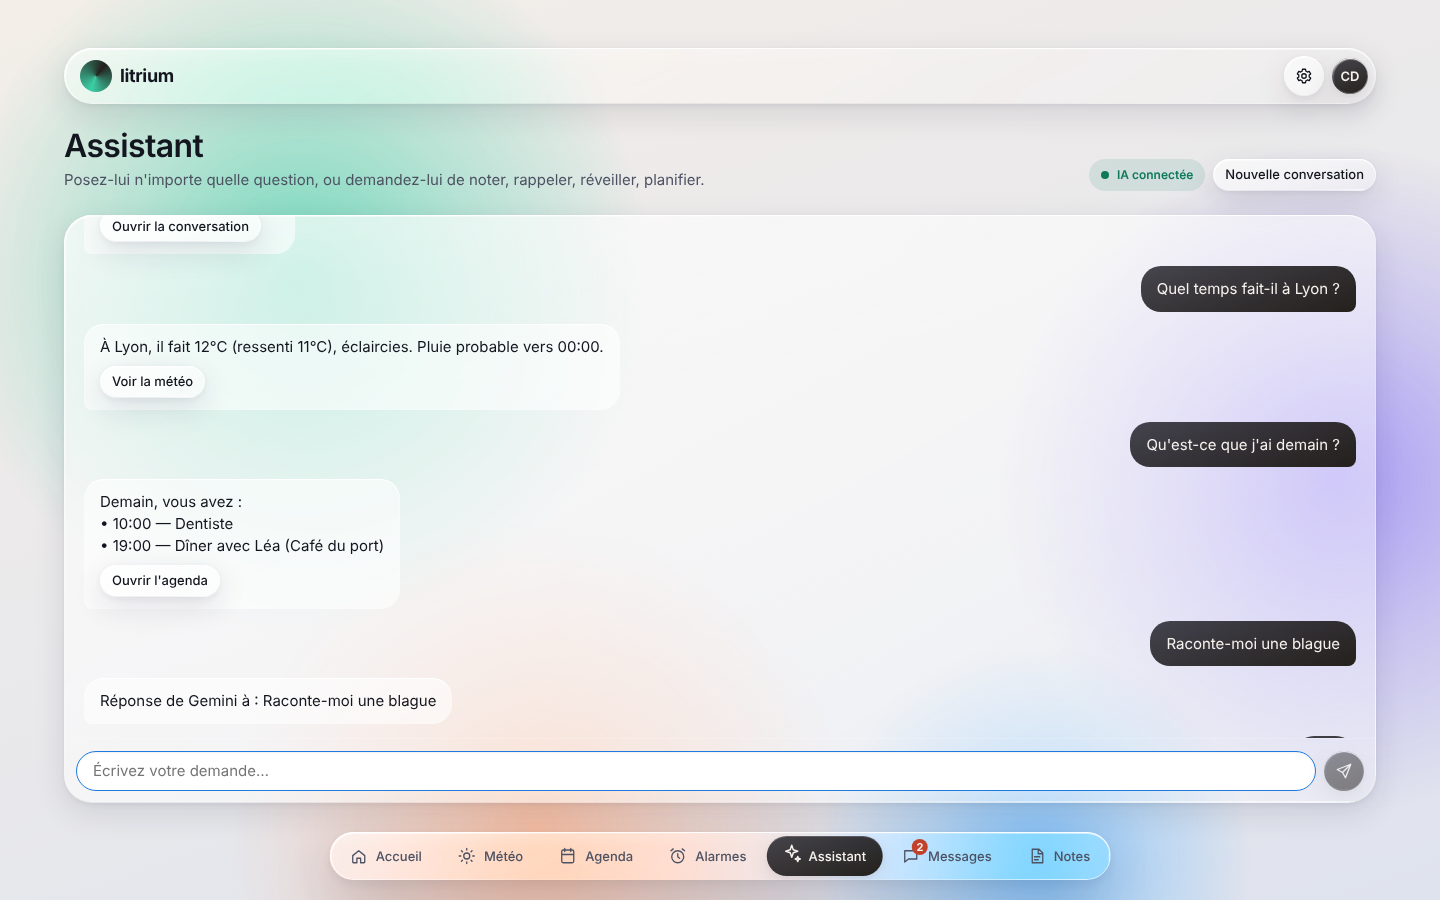 litrium
CD
Assistant
Posez-lui n'importe quelle question, ou demandez-lui de noter, rappeler, réveiller, planifier.
IA connectée
Nouvelle conversation
Ouvrir la conversation
Quel temps fait-il à Lyon ?
À Lyon, il fait 12°C (ressenti 11°C), éclaircies. Pluie probable vers 00:00.
Voir la météo
Qu'est-ce que j'ai demain ?
Demain, vous avez :
• 10:00 — Dentiste
• 19:00 — Dîner avec Léa (Café du port)
Ouvrir l'agenda
Raconte-moi une blague
Réponse de Gemini à : Raconte-moi une blague
Écrivez votre demande...
Accueil
Météo
Agenda
Alarmes
Assistant
2
Messages
Notes